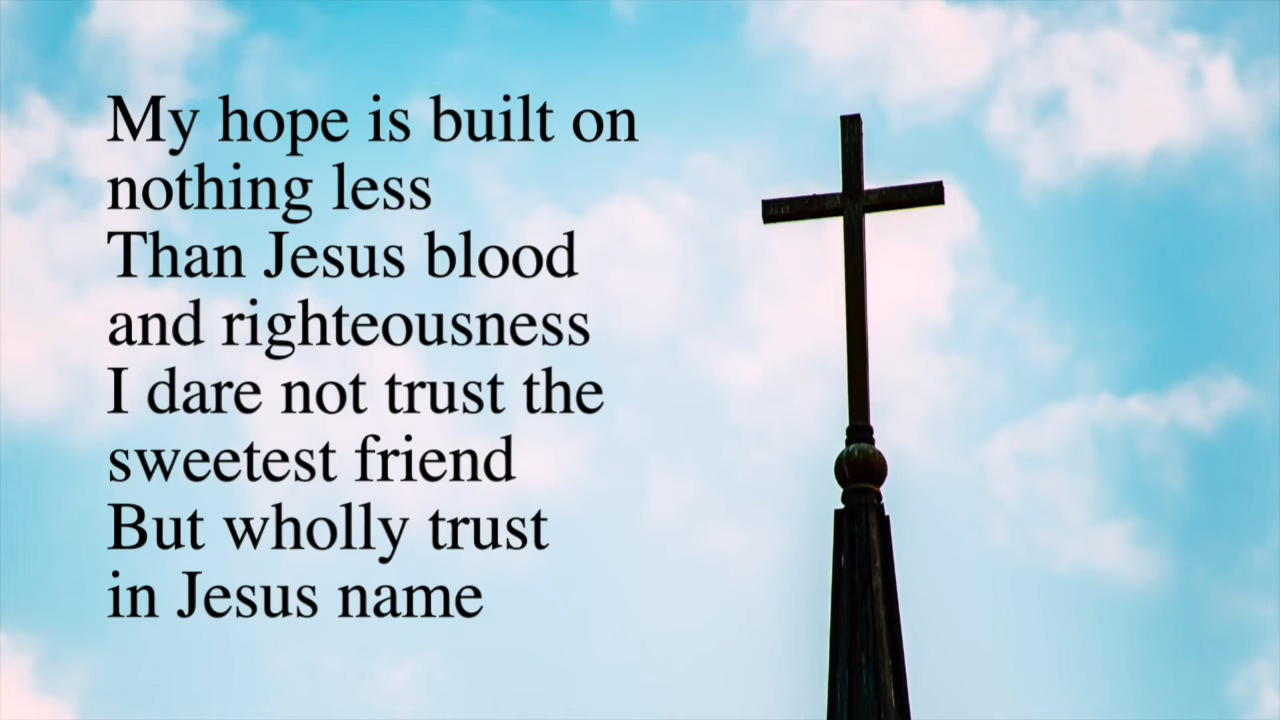 My hope is built on
nothing less
Than Jesus blood
and righteousness
I dare not trust the
sweetest friend
But wholly trust
in Jesus name